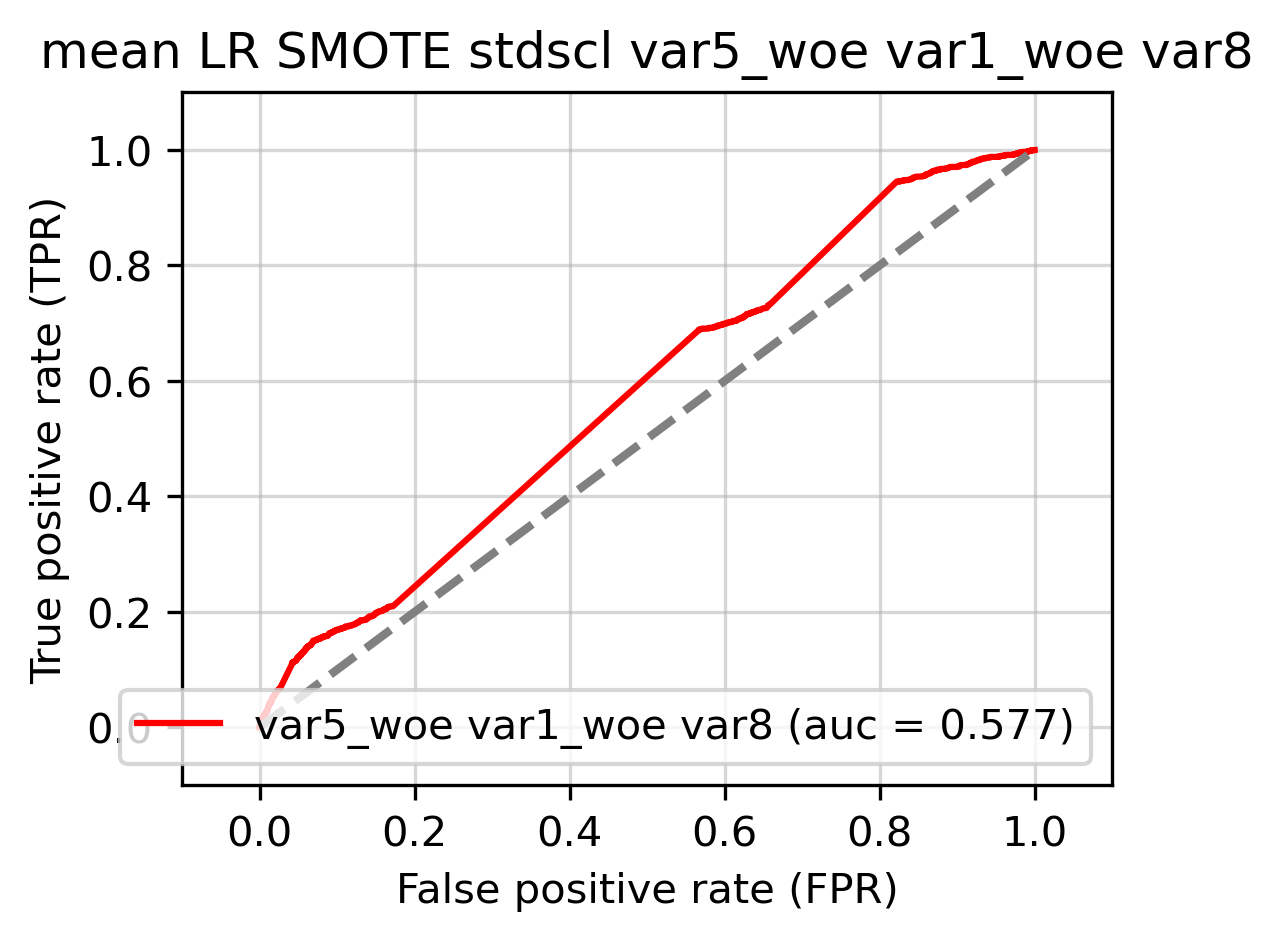 mean LR SMOTE stdscl var5_woe var1_woe var8
True positive rate (TPR)
1.0
0.8
0.6
0.4
0.2
0.0
var5_woe var1_woe var8 (auc = 0.577)
0.0 0.2 0.4 0.6 0.8 1.0
False positive rate (FPR)